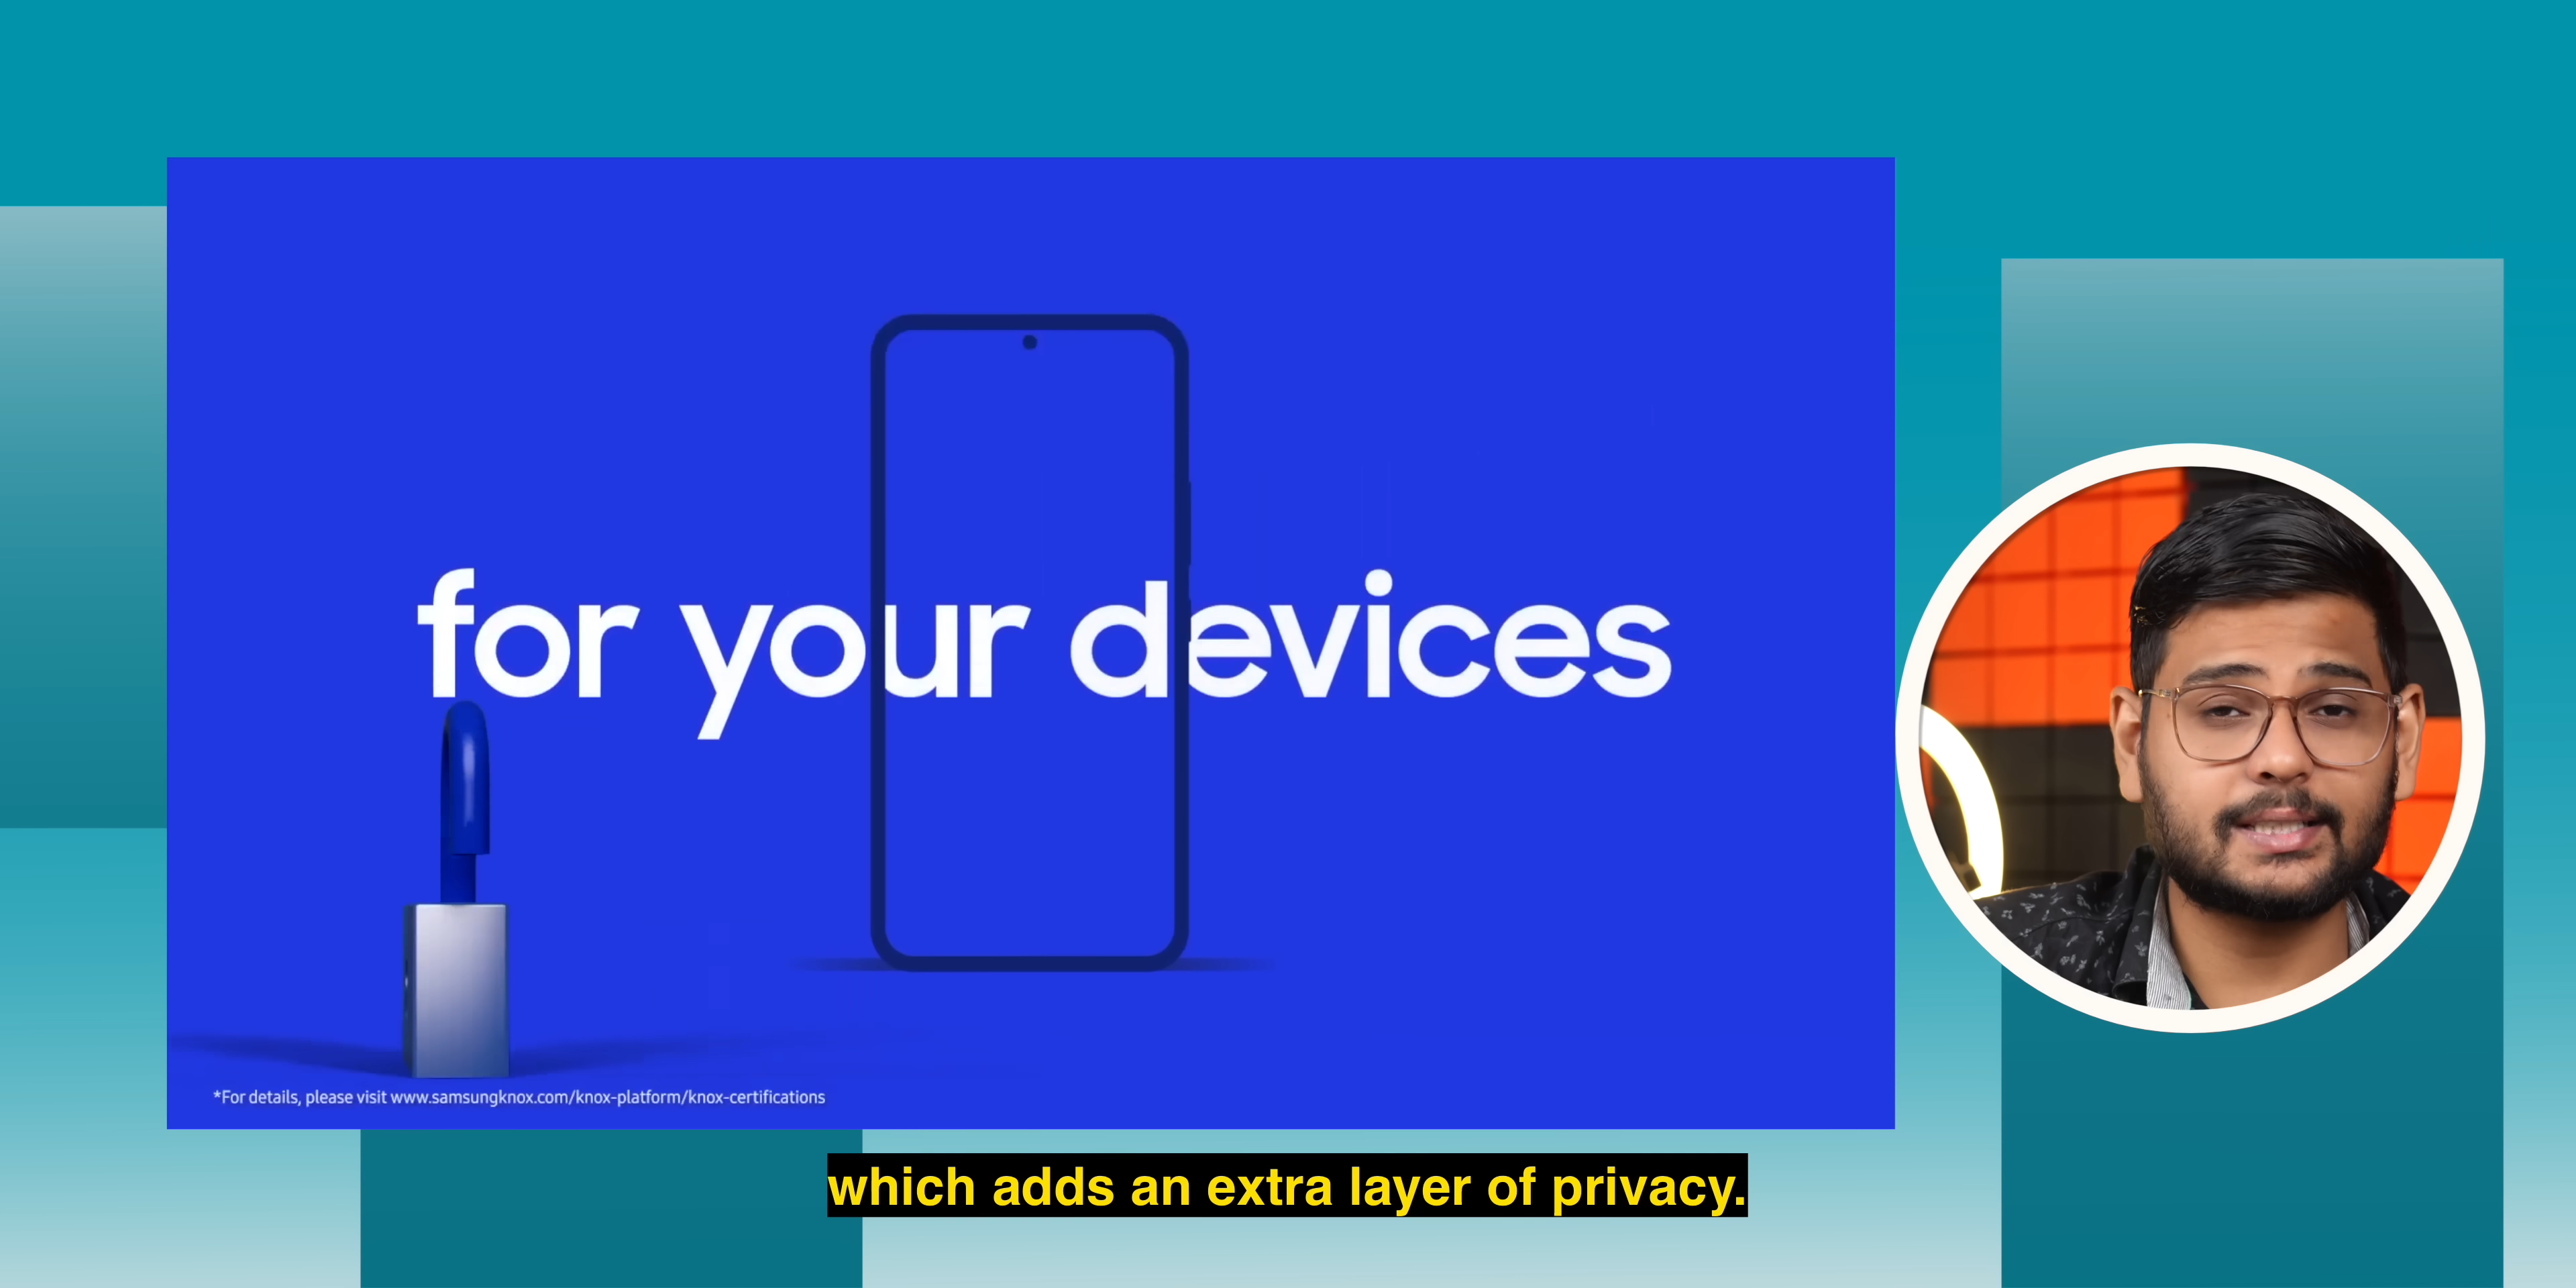 for your devices
*For details, please visit www.samsungknox.com/knox-platform/knox-certifications
which adds an extra layer of privacy.